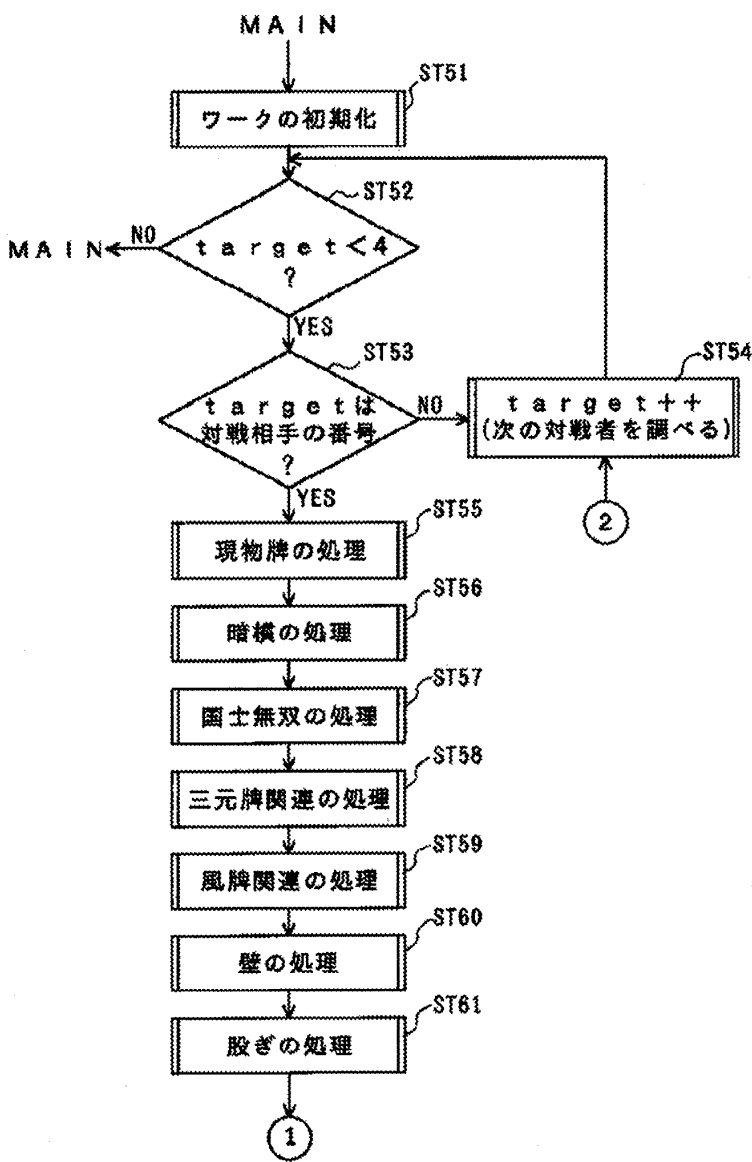 MAIN
ST51
ワークの初期化
ST52
target<4
?
NO
MAIN
YES
ST53
targetは
対戦相手の番号
?
NO
ST54
target++
(次の対戦者を調べる)
2
YES
ST55
現物牌の処理
ST56
暗槓の処理
ST57
国士無双の処理
ST58
三元牌関連の処理
ST59
風牌関連の処理
ST60
壁の処理
ST61
股ぎの処理
1